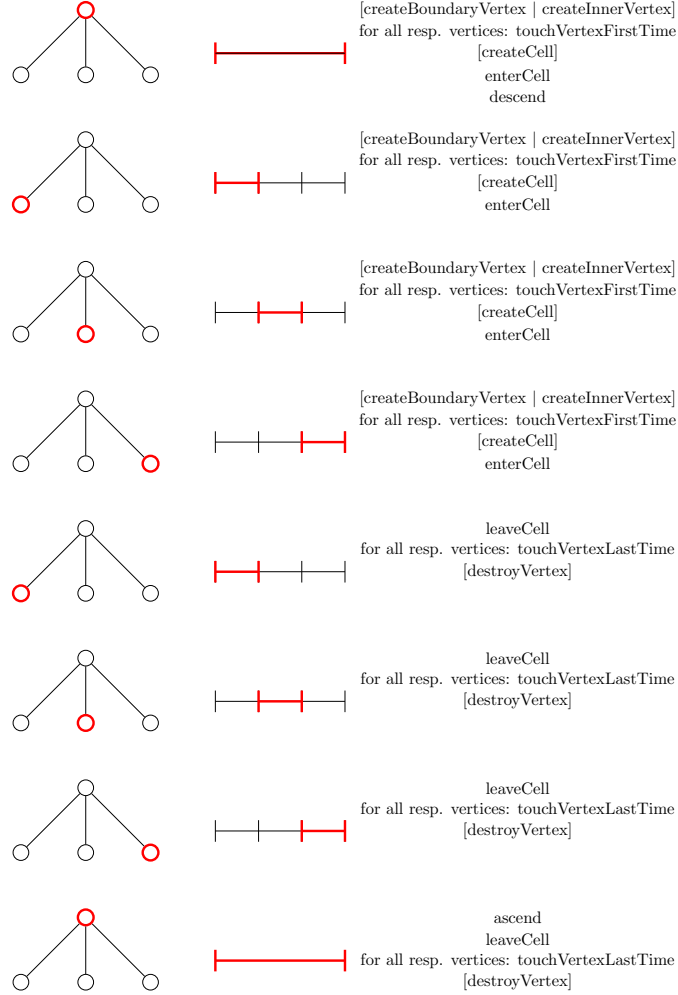 [createBoundaryVertex | createInnerVertex]
for all resp. vertices: touchVertexFirstTime
[createCell]
enterCell
descend
[createBoundaryVertex | createInnerVertex]
for all resp. vertices: touchVertexFirstTime
[createCell]
enterCell
[createBoundaryVertex | createInnerVertex]
for all resp. vertices: touchVertexFirstTime
[createCell]
enterCell
[createBoundaryVertex | createInnerVertex]
for all resp. vertices: touchVertexFirstTime
[createCell]
enterCell
leaveCell
for all resp. vertices: touchVertexLastTime
[destroyVertex]
leaveCell
for all resp. vertices: touchVertexLastTime
[destroyVertex]
leaveCell
for all resp. vertices: touchVertexLastTime
[destroyVertex]
ascend
leaveCell
for all resp. vertices: touchVertexLastTime
[destroyVertex]